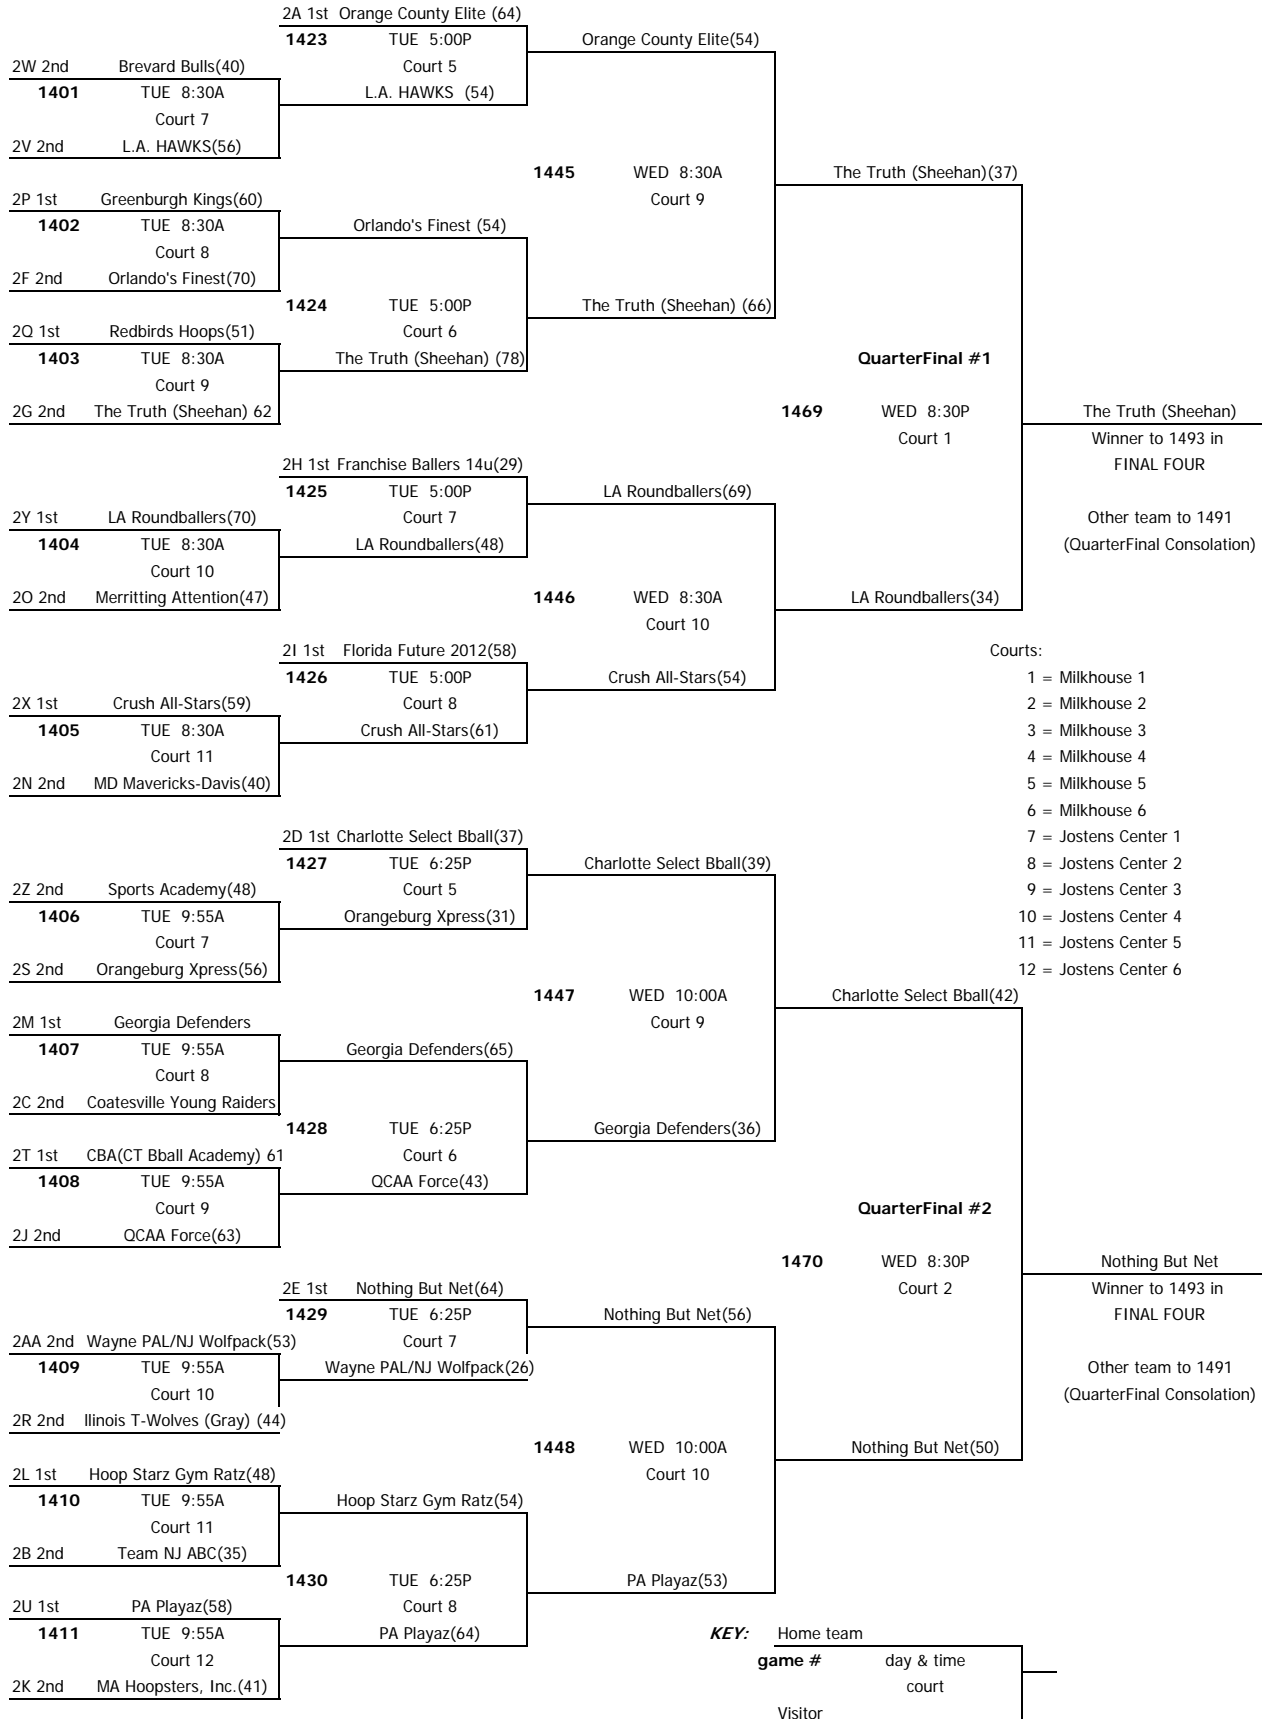 2A 1st Orange County Elite (64)
1423 TUE 5:00P Orange County Elite(54)
2W 2nd Brevard Bulls(40) Court 5
1401 TUE 8:30A L.A. HAWKS (54)
Court 7
2V 2nd L.A. HAWKS(56)
1445 WED 8:30A The Truth (Sheehan)(37)
2P 1st Greenburgh Kings(60) Court 9
1402 TUE 8:30A Orlando's Finest (54)
Court 8
2F 2nd Orlando's Finest(70)
1424 TUE 5:00P The Truth (Sheehan) (66)
2Q 1st Redbirds Hoops(51) Court 6
1403 TUE 8:30A The Truth (Sheehan) (78) QuarterFinal #1
Court 9
2G 2nd The Truth (Sheehan) 62 1469 WED 8:30P The Truth (Sheehan)
Court 1 Winner to 1493 in
2H 1st Franchise Ballers 14u(29) FINAL FOUR
1425 TUE 5:00P LA Roundballers(69)
2Y 1st LA Roundballers(70) Court 7 Other team to 1491
1404 TUE 8:30A LA Roundballers(48) (QuarterFinal Consolation)
Court 10
2O 2nd Merritting Attention(47) 1446 WED 8:30A LA Roundballers(34)
Court 10
2I 1st Florida Future 2012(58) Courts:
1426 TUE 5:00P Crush All-Stars(54) 1 = Milkhouse 1
2X 1st Crush All-Stars(59) Court 8 2 = Milkhouse 2
1405 TUE 8:30A Crush All-Stars(61) 3 = Milkhouse 3
Court 11 4 = Milkhouse 4
2N 2nd MD Mavericks-Davis(40) 5 = Milkhouse 5
6 = Milkhouse 6
2D 1st Charlotte Select Bball(37) 7 = Jostens Center 1
1427 TUE 6:25P Charlotte Select Bball(39) 8 = Jostens Center 2
2Z 2nd Sports Academy(48) Court 5 9 = Jostens Center 3
1406 TUE 9:55A Orangeburg Xpress(31) 10 = Jostens Center 4
Court 7 11 = Jostens Center 5
2S 2nd Orangeburg Xpress(56) 12 = Jostens Center 6
1447 WED 10:00A Charlotte Select Bball(42)
2M 1st Georgia Defenders Court 9
1407 TUE 9:55A Georgia Defenders(65)
Court 8
2C 2nd Coatesville Young Raiders
1428 TUE 6:25P Georgia Defenders(36)
2T 1st CBA(CT Bball Academy) 61 Court 6
1408 TUE 9:55A QCAA Force(43)
Court 9 QuarterFinal #2
2J 2nd QCAA Force(63)
1470 WED 8:30P Nothing But Net
2E 1st Nothing But Net(64) Court 2 Winner to 1493 in
1429 TUE 6:25P Nothing But Net(56) FINAL FOUR
2AA 2nd Wayne PAL/NJ Wolfpack(53) Court 7
1409 TUE 9:55A Wayne PAL/NJ Wolfpack(26) Other team to 1491
Court 10 (QuarterFinal Consolation)
2R 2nd llinois T-Wolves (Gray) (44)
1448 WED 10:00A Nothing But Net(50)
2L 1st Hoop Starz Gym Ratz(48) Court 10
1410 TUE 9:55A Hoop Starz Gym Ratz(54)
Court 11
2B 2nd Team NJ ABC(35)
1430 TUE 6:25P PA Playaz(53)
2U 1st PA Playaz(58) Court 8
1411 TUE 9:55A PA Playaz(64) KEY: Home team
Court 12 game # day & time
2K 2nd MA Hoopsters, Inc.(41) court
Visitor